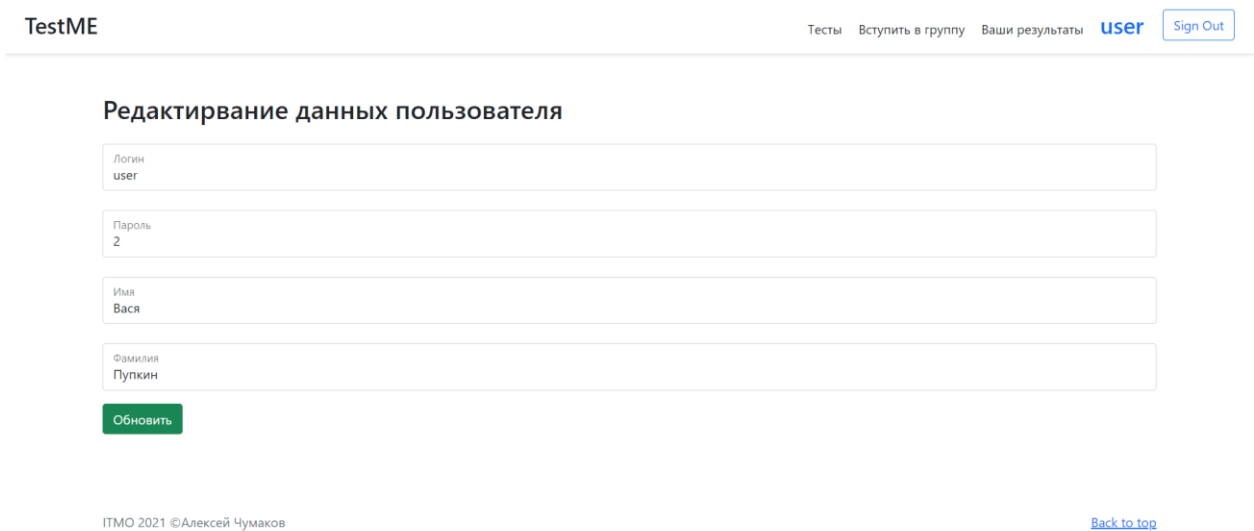 TestME
Тесты Вступить в группу Ваши результаты user Sign Out
Редактирвание данных пользователя
Логин
user
Пароль
2
Имя
Вася
Фамилия
Пупкин
Обновить
ITMO 2021 ©Алексей Чумаков
Back to top